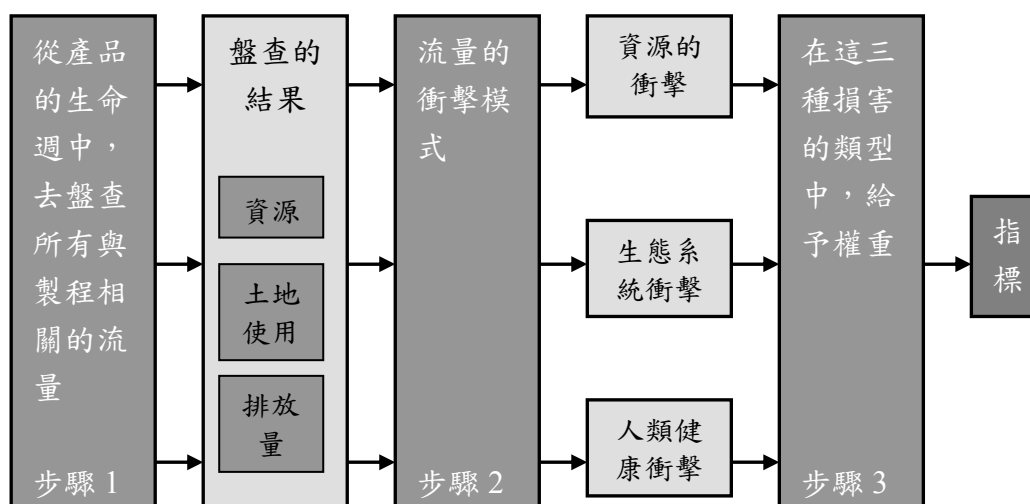 從產品
的生命
週中，
去盤查
所有與
製程相
關的流
量
步驟 1
盤查的
結果
資源
土地
使用
排放
量
流量的
衝擊模
式
步驟 2
資源的
衝擊
生態系
統衝擊
人類健
康衝擊
在這三
種損害
的類型
中，給
予權重
步驟 3
指
標